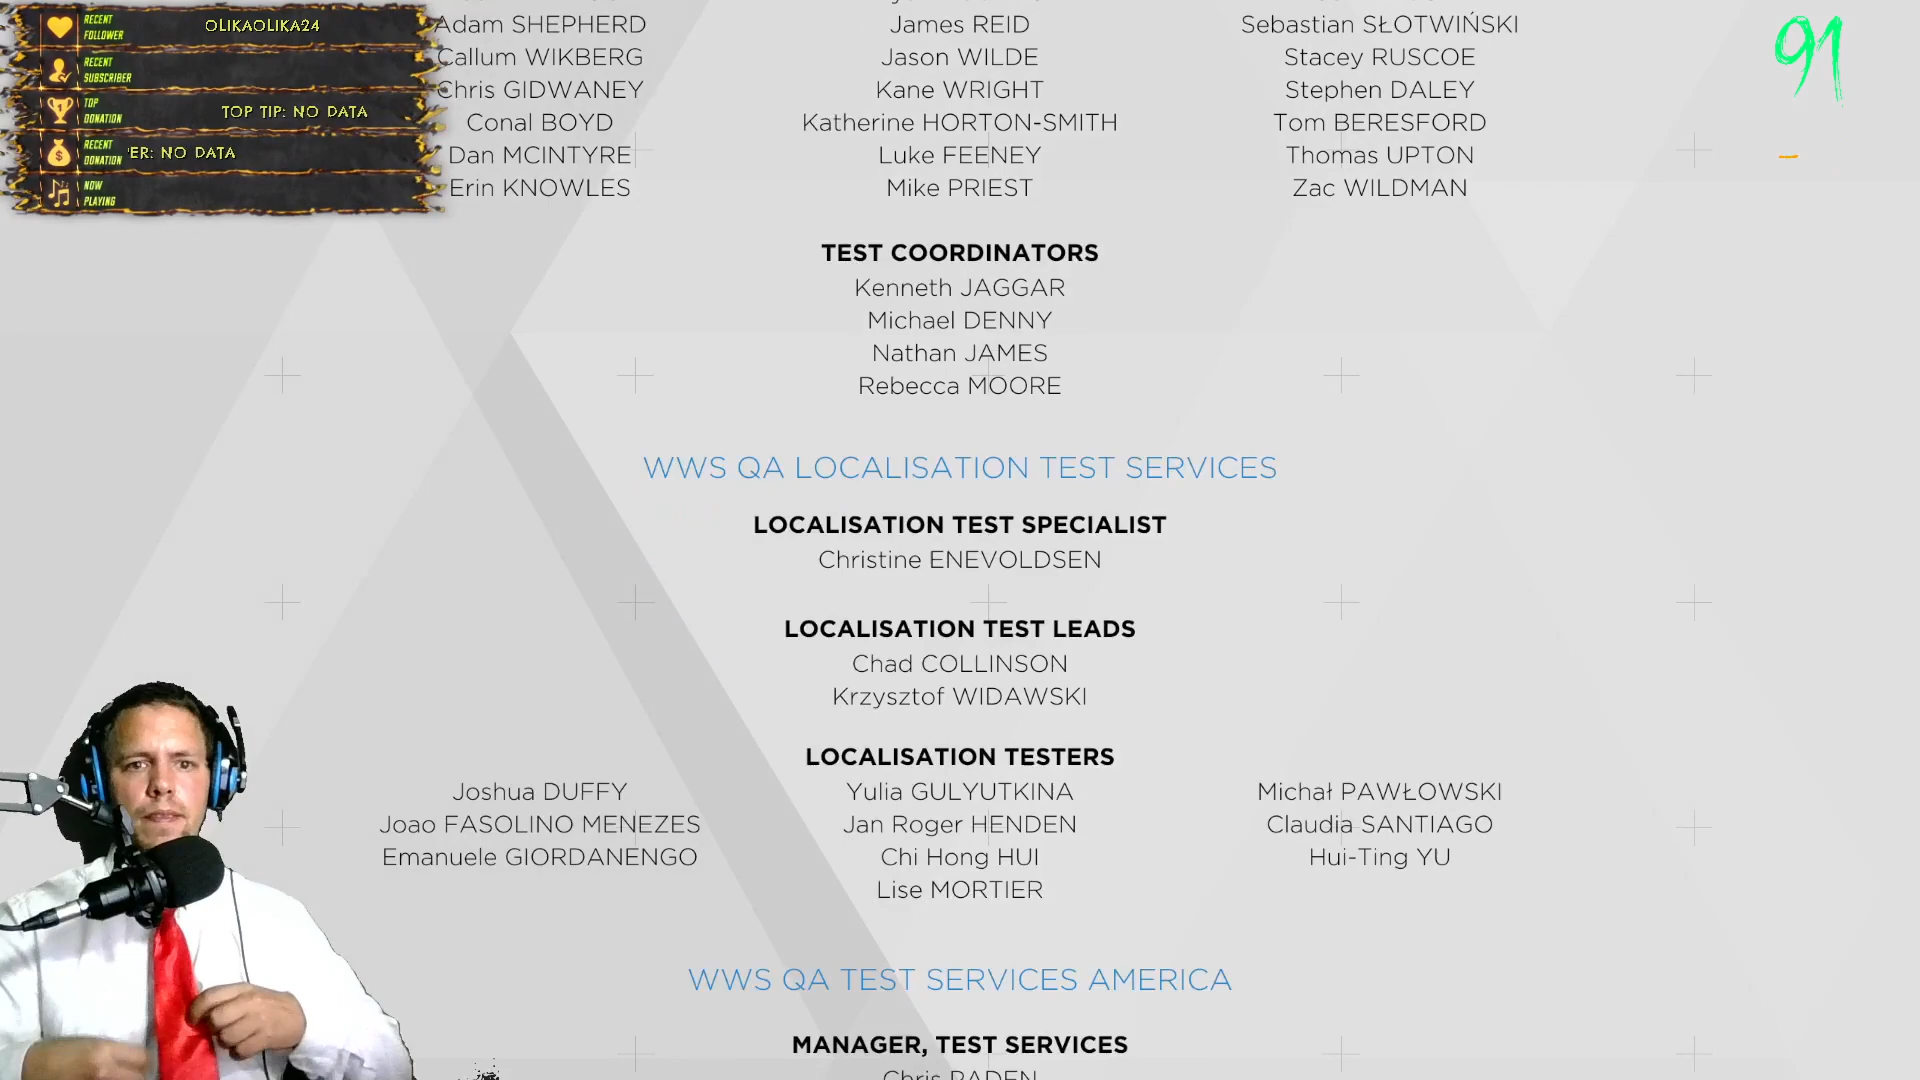 RECENT FOLLOWER OLIKAOLIKA24
RECENT SUBSCRIBER
TOP DONATION TOP TIP: NO DATA
RECENT DONATION ER: NO DATA
NOW PLAYING
91
Adam SHEPHERD James REID Sebastian SŁOTWIŃSKI
Callum WIKBERG Jason WILDE Stacey RUSCOE
Chris GIDWANEY Kane WRIGHT Stephen DALEY
Conal BOYD Katherine HORTON-SMITH Tom BERESFORD
Dan MCINTYRE Luke FEENEY Thomas UPTON
Erin KNOWLES Mike PRIEST Zac WILDMAN
TEST COORDINATORS
Kenneth JAGGAR
Michael DENNY
Nathan JAMES
Rebecca MOORE
WWS QA LOCALISATION TEST SERVICES
LOCALISATION TEST SPECIALIST
Christine ENEVOLDSEN
LOCALISATION TEST LEADS
Chad COLLINSON
Krzysztof WIDAWSKI
LOCALISATION TESTERS
Joshua DUFFY Yulia GULYUTKINA Michał PAWŁOWSKI
Joao FASOLINO MENEZES Jan Roger HENDEN Claudia SANTIAGO
Emanuele GIORDANENGO Chi Hong HUI Hui-Ting YU
Lise MORTIER
WWS QA TEST SERVICES AMERICA
MANAGER, TEST SERVICES
Chris